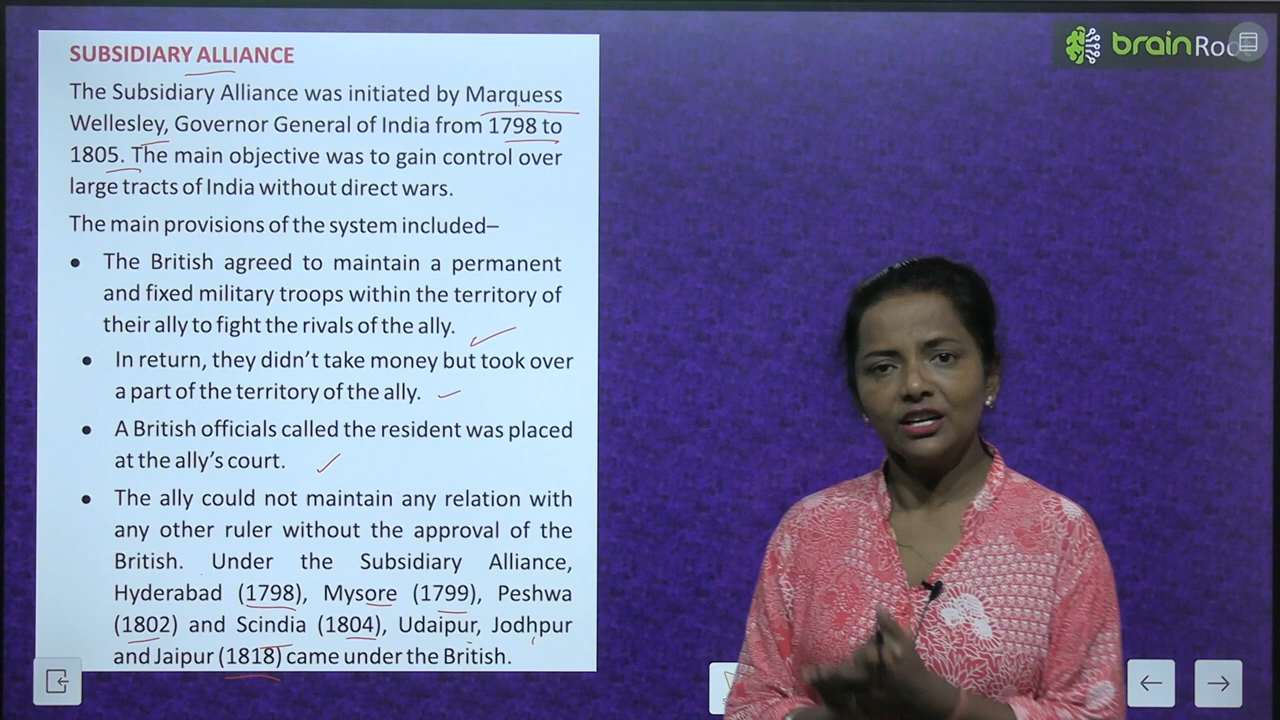 SUBSIDIARY ALLIANCE
The Subsidiary Alliance was initiated by Marquess
Wellesley, Governor General of India from 1798 to
1805. The main objective was to gain control over
large tracts of India without direct wars.
The main provisions of the system included–
• The British agreed to maintain a permanent
and fixed military troops within the territory of
their ally to fight the rivals of the ally.
• In return, they didn't take money but took over
a part of the territory of the ally.
• A British officials called the resident was placed
at the ally's court.
• The ally could not maintain any relation with
any other ruler without the approval of the
British. Under the Subsidiary Alliance,
Hyderabad (1798), Mysore (1799), Peshwa
(1802) and Scindia (1804), Udaipur, Jodhpur
and Jaipur (1818) came under the British.
brain